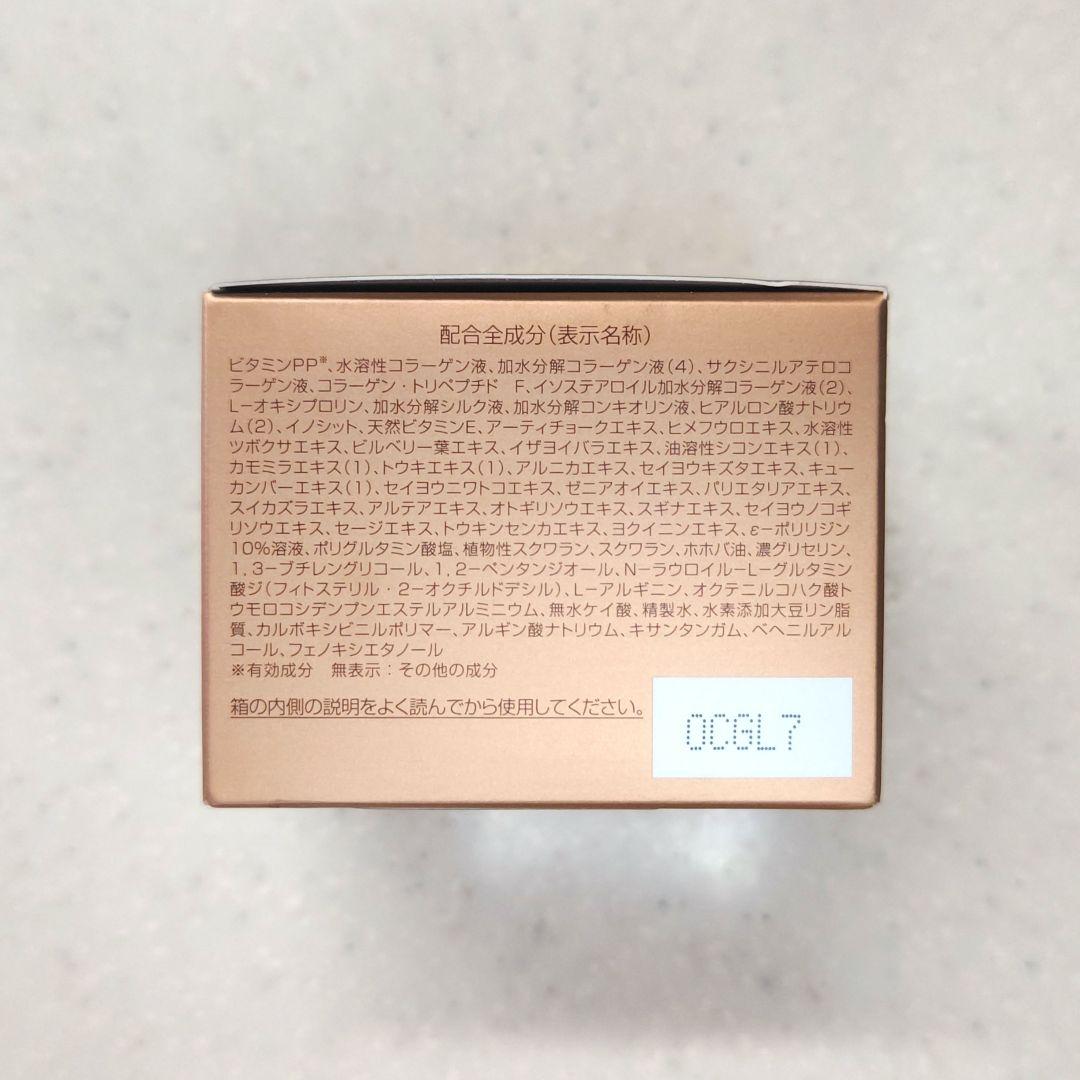 配合全成分(表示名称)
ビタミンPP※、水溶性コラーゲン液、加水分解コラーゲン液(4)、サクシニルアテロコ
ラーゲン液、コラーゲン・トリペプチド F、イソステアロイル加水分解コラーゲン液(2)、
L-オキシプロリン、加水分解シルク液、加水分解コンキオリン液、ヒアルロン酸ナトリウ
ム(2)、イノシット、天然ビタミンE、アーティチョークエキス、ヒメフウロエキス、水溶性
ツボクサエキス、ビルベリー葉エキス、イザヨイバラエキス、油溶性シコンエキス(1)、
カモミラエキス(1)、トウキエキス(1)、アルニカエキス、セイヨウキズタエキス、キュー
カンバーエキス(1)、セイヨウニワトコエキス、ゼニアオイエキス、パリエタリアエキス、
スイカズラエキス、アルテアエキス、オトギリソウエキス、スギナエキス、セイヨウノコギ
リソウエキス、セージエキス、トウキンセンカエキス、ヨクイニンエキス、ε-ポリリジン
10%溶液、ポリグルタミン酸塩、植物性スクワラン、スクワラン、ホホバ油、濃グリセリン、
1,3-ブチレングリコール、1,2-ペンタンジオール、N-ラウロイル-L-グルタミン
酸ジ(フィトステリル・2-オクチルドデシル)、L-アルギニン、オクテニルコハク酸ト
ウモロコシデンプンエステルアルミニウム、無水ケイ酸、精製水、水素添加大豆リン脂
質、カルボキシビニルポリマー、アルギン酸ナトリウム、キサンタンガム、ベヘニルアル
コール、フェノキシエタノール
※有効成分 無表示:その他の成分
箱の内側の説明をよく読んでから使用してください。
OCGL7